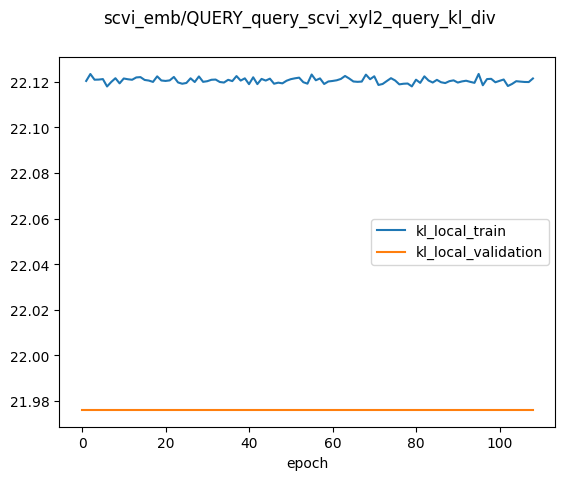 scvi_emb/QUERY_query_scvi_xyl2_query_kl_div
22.12
22.10
22.08
22.06
22.04
22.02
22.00
21.98
kl_local_train
kl_local_validation
0 20 40 60 80 100
epoch